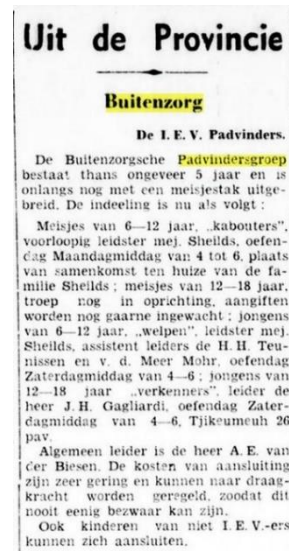 Uit de Provincie
Buitenzorg
De I. E. V. Padvinders.
De Buitenzorgsche Padvindersgroep
bestaat thans ongeveer 5 jaar en is
onlangs nog met een meisjestak uitge-
breid. De indeeling is nu als volgt :
Meisjes van 6—12 jaar, „kabouters",
voorloopig leidster mej. Sheilds, oefen-
dag Maandagmiddag van 4 tot 6, plaats
van samenkomst ten huize van de fa-
milie Sheilds ; meisjes van 12—18 jaar,
troep nog in oprichting, aangiften
worden nog gaarne ingewacht ; jongens
van 6—12 jaar, „welpen", leidster mej.
Sheilds, assistent leiders de H. H. Teu-
nissen en v. d. Meer Mohr, oefendag
Zaterdagmiddag van 4—6 ; jongens van
12—18 jaar „verkenners", leider de
heer J. H. Gagliardi, oefendag Zater-
dagmiddag van 4—6, Tjikeumeuh 26
pav.
Algemeen leider is de heer A. E. van
der Biesen. De kosten van aansluiting
zijn zeer gering en kunnen naar draag-
kracht worden geregeld, zoodat dit
nooit eenig bezwaar kan zijn.
Ook kinderen van niet I. E. V.-ers
kunnen zich aansluiten.